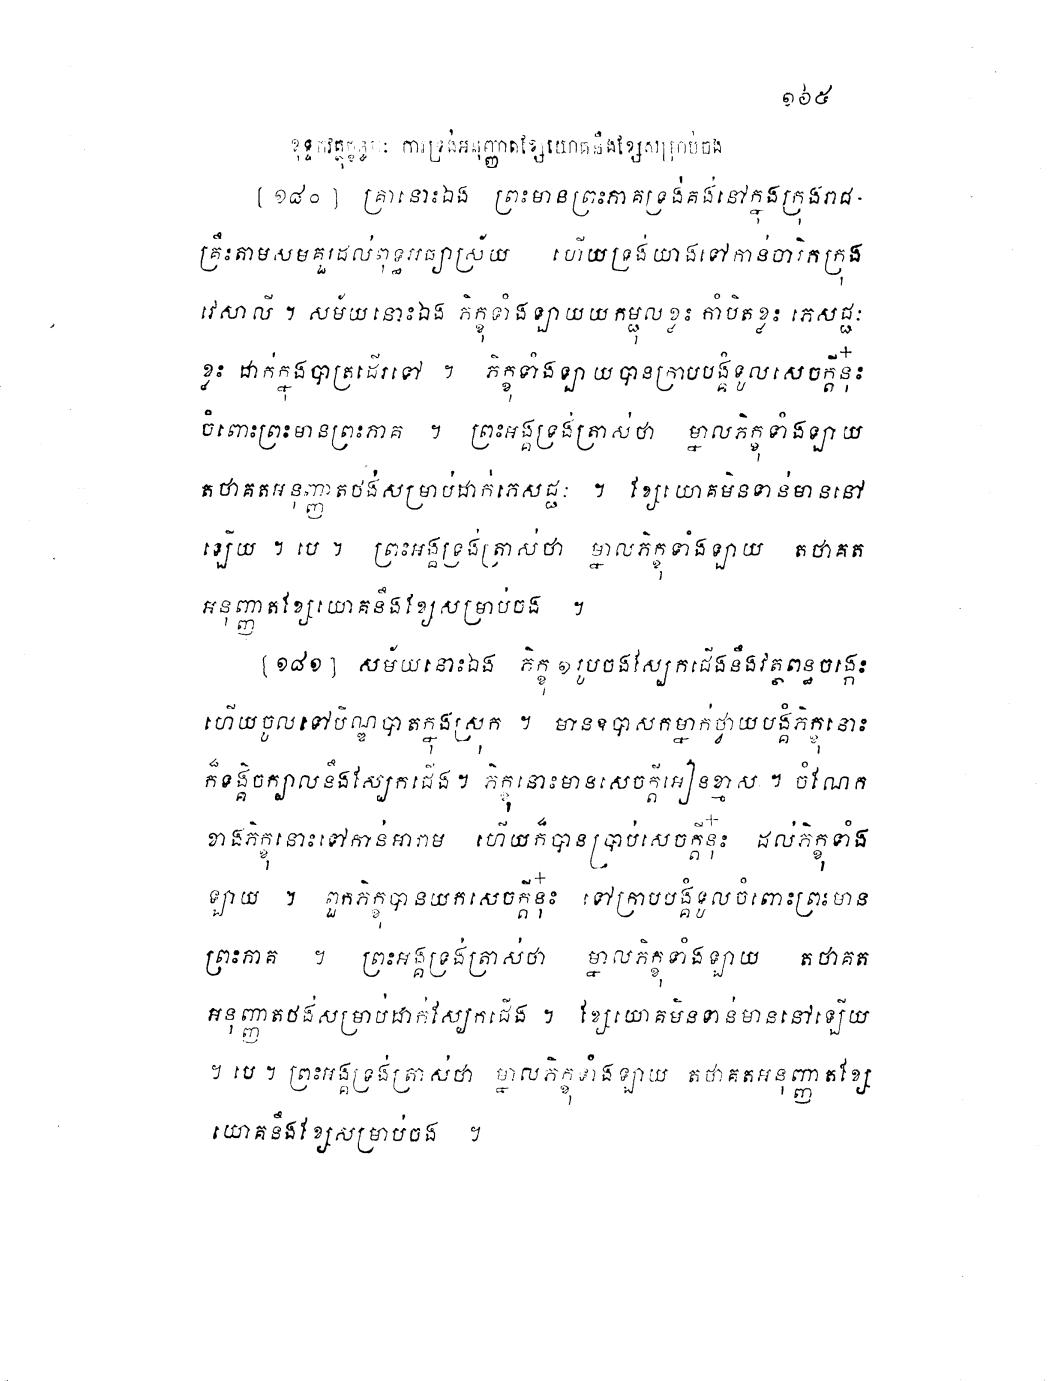 ១៦៥
ខុទ្ទកវត្ថុក្ខន្ធកៈ ការទ្រង់អនុញ្ញាតខ្សែយោគនឹងខ្សែសម្រាប់ចង
[ ១៨០ ] គ្រានោះឯង ព្រះមានព្រះភាគទ្រង់គង់នៅក្នុងក្រុងរាជ-
គ្រឹះតាមសមគួរដល់ពុទ្ធអធ្យាស្រ័យ ហើយទ្រង់យាងទៅកាន់ចារិកក្រុង
វេសាលី ។ សម័យនោះឯង ភិក្ខុទាំងឡាយយកម្ជុលខ្លះ កាំបិតខ្លះ ភេសជ្ជៈ
ខ្លះ ដាក់ក្នុងបាត្រដើរទៅ ។ ភិក្ខុទាំងឡាយបានក្រាបបង្គំទូលសេចក្តីនុ៎ះ
ចំពោះព្រះមានព្រះភាគ ។ ព្រះអង្គទ្រង់ត្រាស់ថា ម្នាលភិក្ខុទាំងឡាយ
តថាគតអនុញ្ញាតថង់សម្រាប់ដាក់ភេសជ្ជៈ ។ ខ្សែយោគមិនទាន់មាននៅ
ឡើយ ។ បេ ។ ព្រះអង្គទ្រង់ត្រាស់ថា ម្នាលភិក្ខុទាំងឡាយ តថាគត
អនុញ្ញាតខ្សែយោគនឹងខ្សែសម្រាប់ចង ។
[ ១៨១ ] សម័យនោះឯង ភិក្ខុ ១ រូបចងស្បែកជើងនឹងវត្ថពន្ធចង្កេះ
ហើយចូលទៅបិណ្ឌបាតក្នុងស្រុក ។ មានឧបាសកម្នាក់ថ្វាយបង្គំភិក្ខុនោះ
ក៏ទង្គិចក្បាលនឹងស្បែកជើង ។ ភិក្ខុនោះមានសេចក្តីអៀនខ្មាស ។ ចំណែក
ខាងភិក្ខុនោះទៅកាន់អារាម ហើយក៏បានប្រាប់សេចក្តីនុ៎ះ ដល់ភិក្ខុទាំង
ឡាយ ។ ពួកភិក្ខុបានយកសេចក្តីនុ៎ះ ទៅក្រាបបង្គំទូលចំពោះព្រះមាន
ព្រះភាគ ។ ព្រះអង្គទ្រង់ត្រាស់ថា ម្នាលភិក្ខុទាំងឡាយ តថាគត
អនុញ្ញាតថង់សម្រាប់ដាក់ស្បែកជើង ។ ខ្សែយោគមិនទាន់មាននៅឡើយ
។ បេ ។ ព្រះអង្គទ្រង់ត្រាស់ថា ម្នាលភិក្ខុទាំងឡាយ តថាគតអនុញ្ញាតខ្សែ
យោគនឹងខ្សែសម្រាប់ចង ។